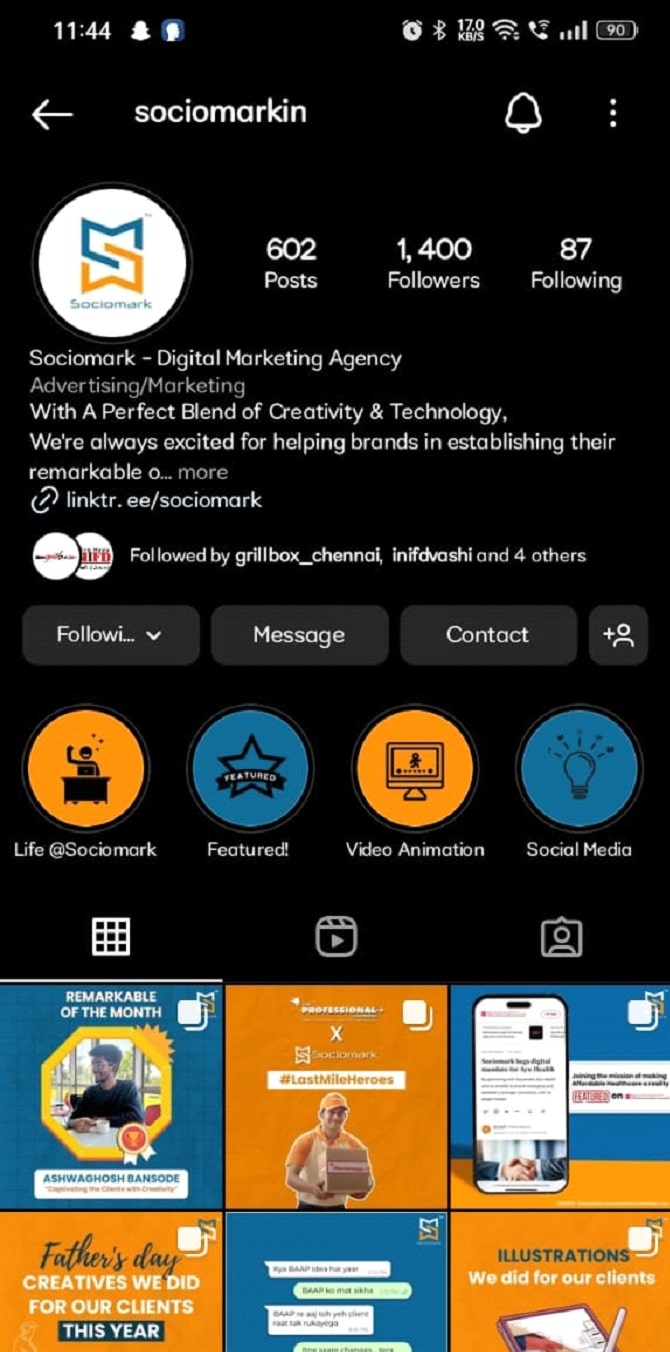 11:44
17.0
KB/S
90
sociomarkin
Sociomark
602
Posts
1,400
Followers
87
Following
Sociomark - Digital Marketing Agency
Advertising/Marketing
With A Perfect Blend of Creativity & Technology,
We're always excited for helping brands in establishing their
remarkable o... more
linktr.ee/sociomark
Followed by grillbox_chennai, inifdvashi and 4 others
Followi...
Message
Contact
FEATURED
Life @Sociomark
Featured!
Video Animation
Social Media
REMARKABLE
OF THE MONTH
ASHWAGHOSH BANSODE
"Captivating the Clients with Creativity"
PROFESSIONAL
X
Sociomark
#LastMileHeroes
Sociomark bags digital
mandate for Ayu Health
Joining the mission of making
Affordable Healthcare a reality
FEATURED on
Father's day
CREATIVES WE DID
FOR OUR CLIENTS
THIS YEAR
Kya BAAP idea hai yaar
BAAP ko mat sikha
BAAP re aaj toh yeh client
raat tak rukayega
ILLUSTRATIONS
We did for our clients